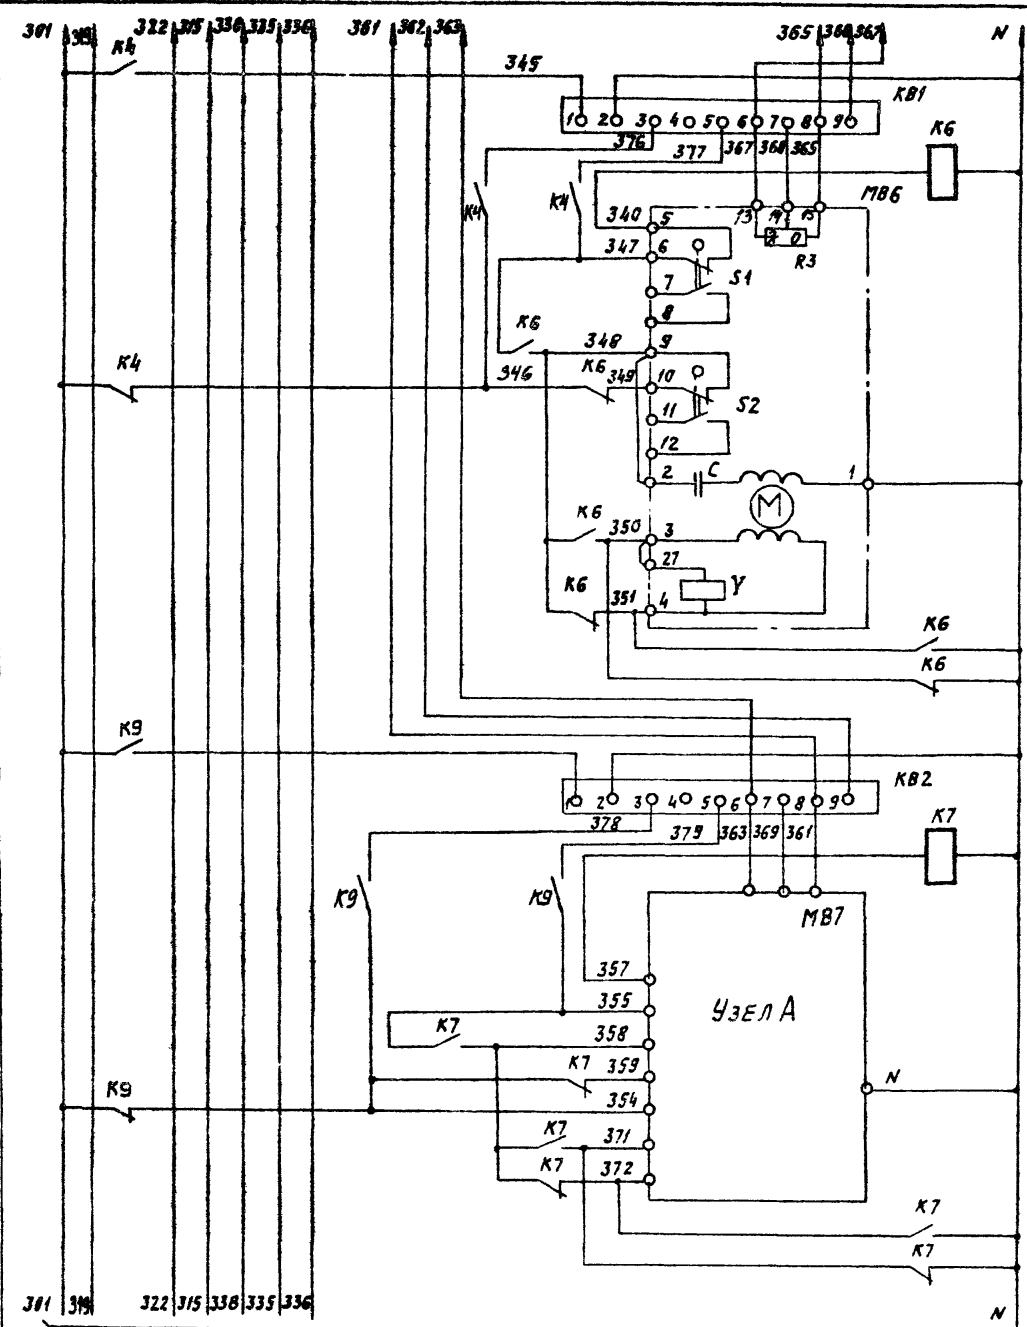 301 319 322 315 338 335 336 361 362 363 365 368 367 N
K4 345
KB1
1 2 3 4 5 6 7 8 9
K6
376 377 367 368 365
MB6
K4 K4 340 5 13 14 15
347 6 R3
7 S1
8
K6 348 9
K4 346 K6 349 10
11 S2
12
2 C 1
M
K6 350 3
27
K6 351 4 Y
K6
K6
K9
KB2
1 2 3 4 5 6 7 8 9
378 379 363 369 361 K7
K9 K9 MB7
357
355 УЗЕЛ А
K7 358
K7 359 N
K9 354
K7 371
K7 372
K7
K7
301 319 322 315 338 335 336 N